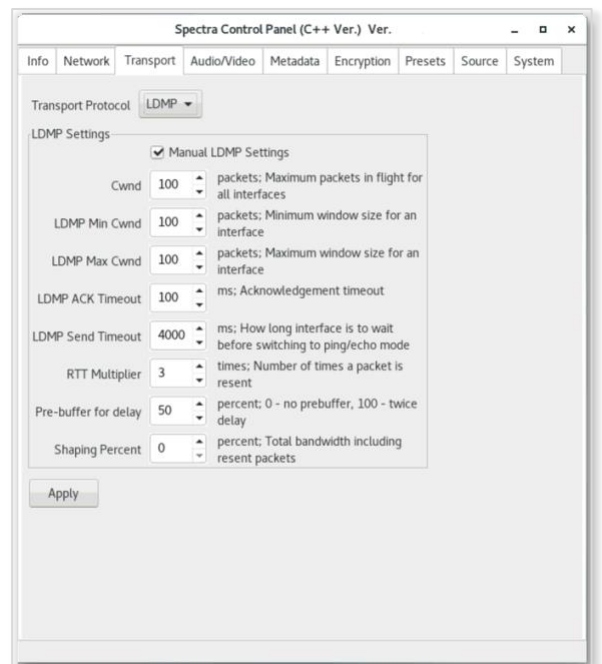 Spectra Control Panel (C++ Ver.) Ver.
Info Network Transport Audio/Video Metadata Encryption Presets Source System
Transport Protocol LDMP
LDMP Settings
Manual LDMP Settings
Cwnd 100 packets; Maximum packets in flight for
all interfaces
LDMP Min Cwnd 100 packets; Minimum window size for an
interface
LDMP Max Cwnd 100 packets; Maximum window size for an
interface
LDMP ACK Timeout 100 ms; Acknowledgement timeout
LDMP Send Timeout 4000 ms; How long interface is to wait
before switching to ping/echo mode
RTT Multiplier 3 times; Number of times a packet is
resent
Pre-buffer for delay 50 percent; 0 - no prebuffer, 100 - twice
delay
Shaping Percent 0 percent; Total bandwidth including
resent packets
Apply